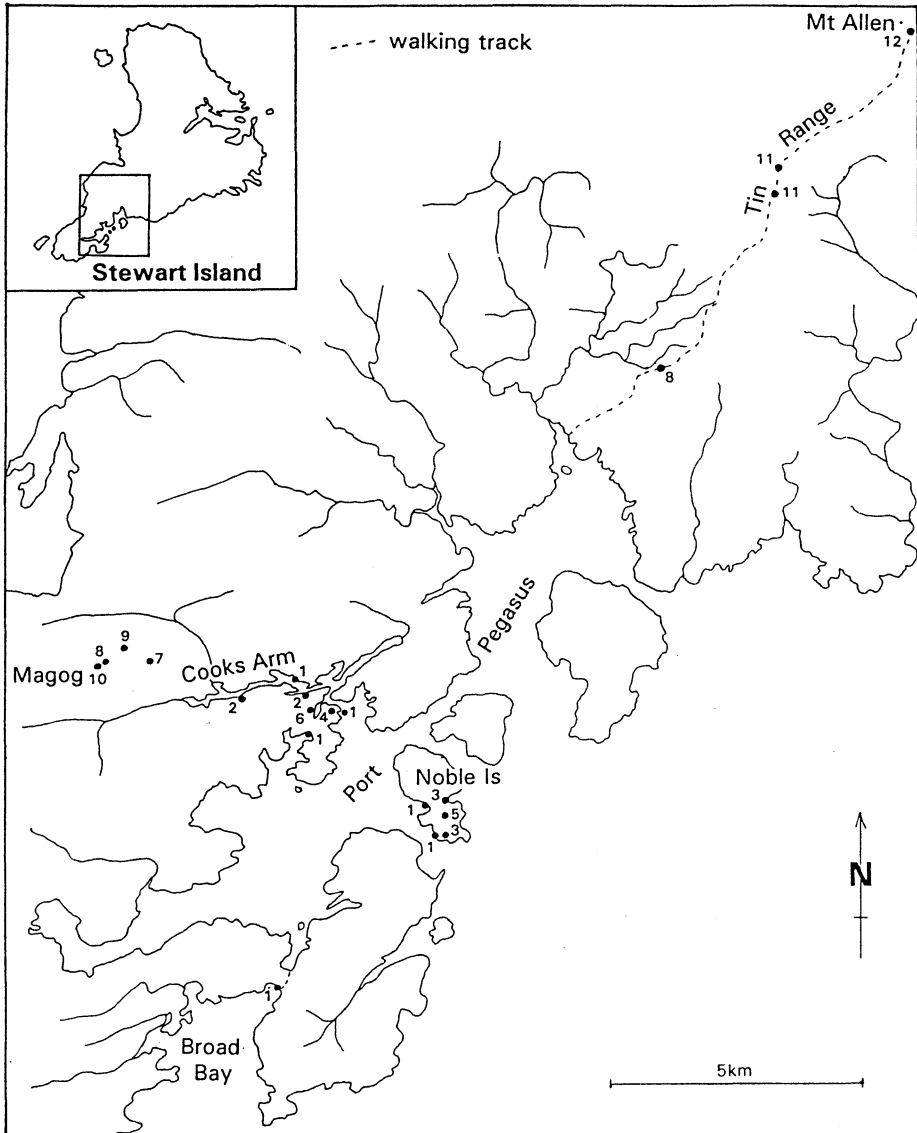 Mt Allen
12
---- walking track
Range
11
11
Tin
Stewart Island
8
Pegasus
9
8
7
Magog
10
Cooks Arm
1
2
2
6
4
1
1
Port
Noble Is
3
1
5
3
1
N
1
Broad
Bay
5km